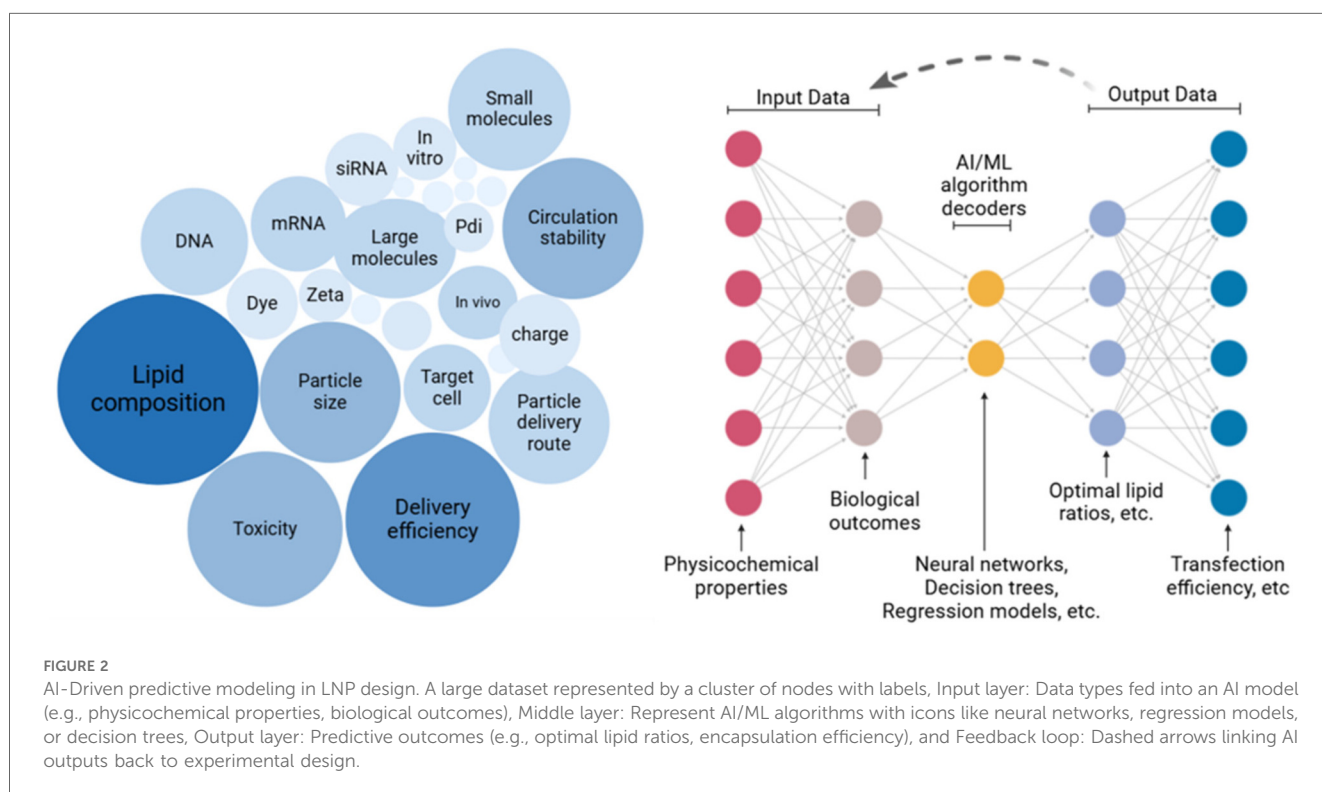 Small
molecules
In
vitro
siRNA
Circulation
stability
Pdi
mRNA
DNA
Large
molecules
Dye
Zeta
In vivo
charge
Lipid
composition
Particle
size
Target
cell
Particle
delivery
route
Toxicity
Delivery
efficiency
Input Data
Output Data
AI/ML
algorithm
decoders
Biological
outcomes
Optimal lipid
ratios, etc.
Physicochemical
properties
Neural networks,
Decision trees,
Regression models, etc.
Transfection
efficiency, etc
FIGURE 2
AI-Driven predictive modeling in LNP design. A large dataset represented by a cluster of nodes with labels, Input layer: Data types fed into an AI model
(e.g., physicochemical properties, biological outcomes), Middle layer: Represent AI/ML algorithms with icons like neural networks, regression models,
or decision trees, Output layer: Predictive outcomes (e.g., optimal lipid ratios, encapsulation efficiency), and Feedback loop: Dashed arrows linking AI
outputs back to experimental design.